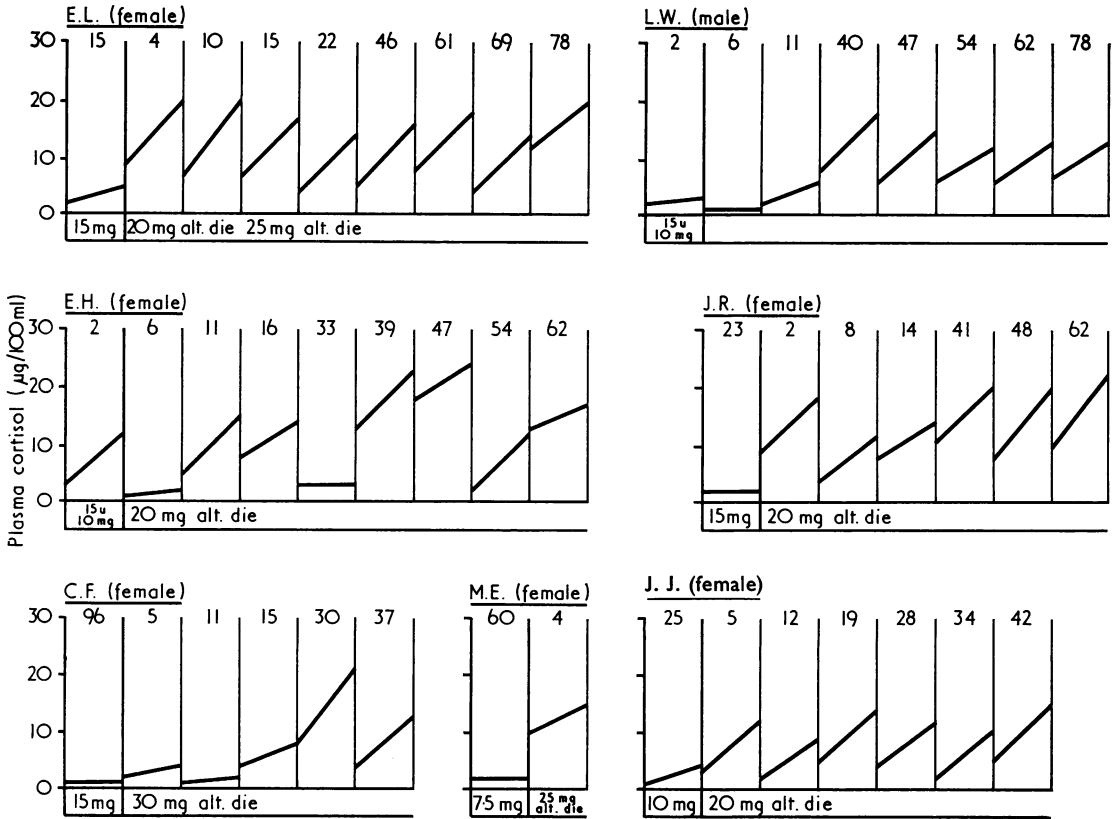 E.L. (female)
30 15 4 10 15 22 46 61 69 78
20
10
0
15mg 20mg alt. die 25mg alt. die
L.W. (male)
2 6 11 40 47 54 62 78
15u
10mg
Plasma cortisol (µg/100ml)
E.H. (female)
30 2 6 11 16 33 39 47 54 62
20
10
0
15u
10mg
20 mg alt. die
J.R. (female)
23 2 8 14 41 48 62
15mg 20 mg alt. die
C.F. (female)
30 96 5 11 15 30 37
20
10
0
15mg 30 mg alt. die
M.E. (female)
60 4
7·5 mg
25 mg
alt. die
J. J. (female)
25 5 12 19 28 34 42
10 mg 20 mg alt. die